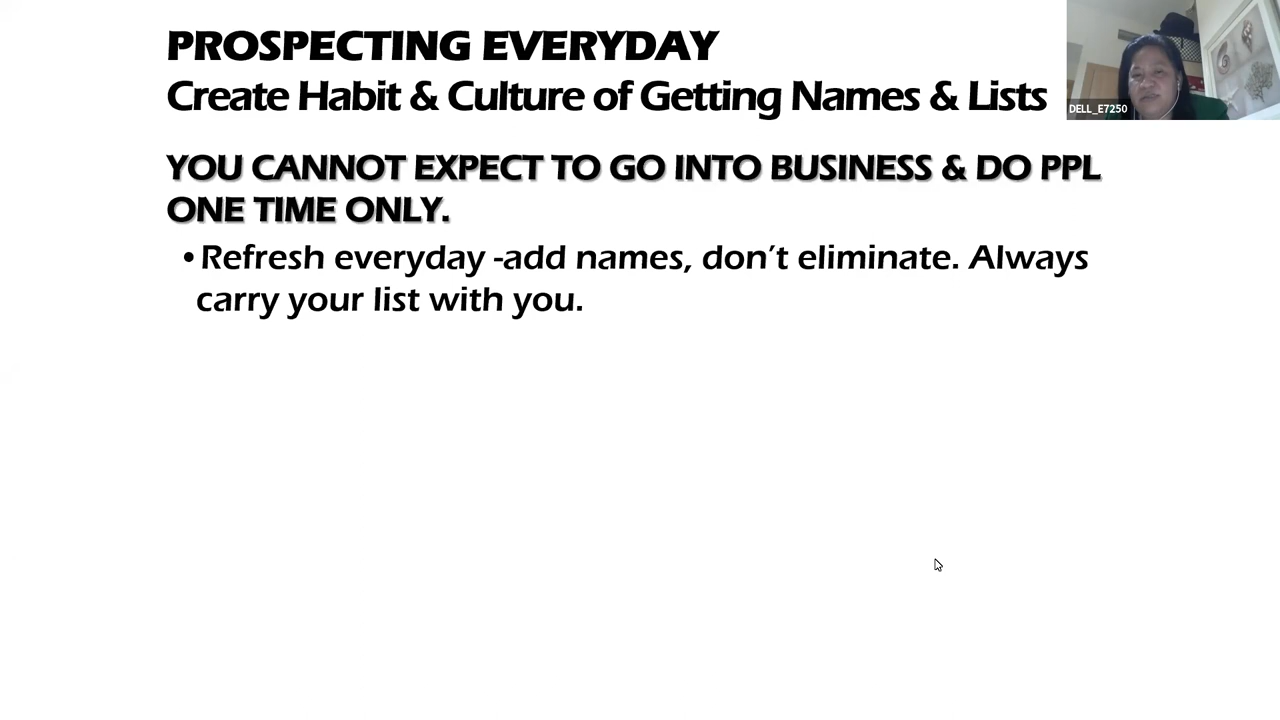 PROSPECTING EVERYDAY
Create Habit & Culture of Getting Names & Lists
DELL_E7250
YOU CANNOT EXPECT TO GO INTO BUSINESS & DO PPL
ONE TIME ONLY.
• Refresh everyday -add names, don't eliminate. Always
carry your list with you.